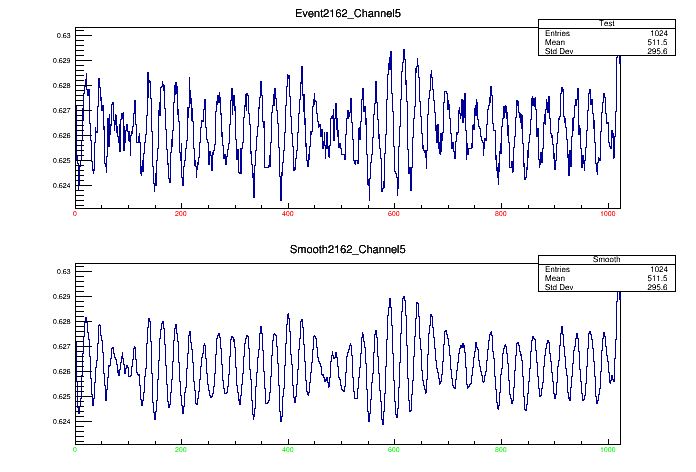 Event2162_Channel5
Test
Entries 1024
Mean 511.5
Std Dev 295.6
0.63
0.629
0.628
0.627
0.626
0.625
0.624
0 200 400 600 800 1000
Smooth2162_Channel5
Smooth
Entries 1024
Mean 511.5
Std Dev 295.6
0.63
0.629
0.628
0.627
0.626
0.625
0.624
0 200 400 600 800 1000